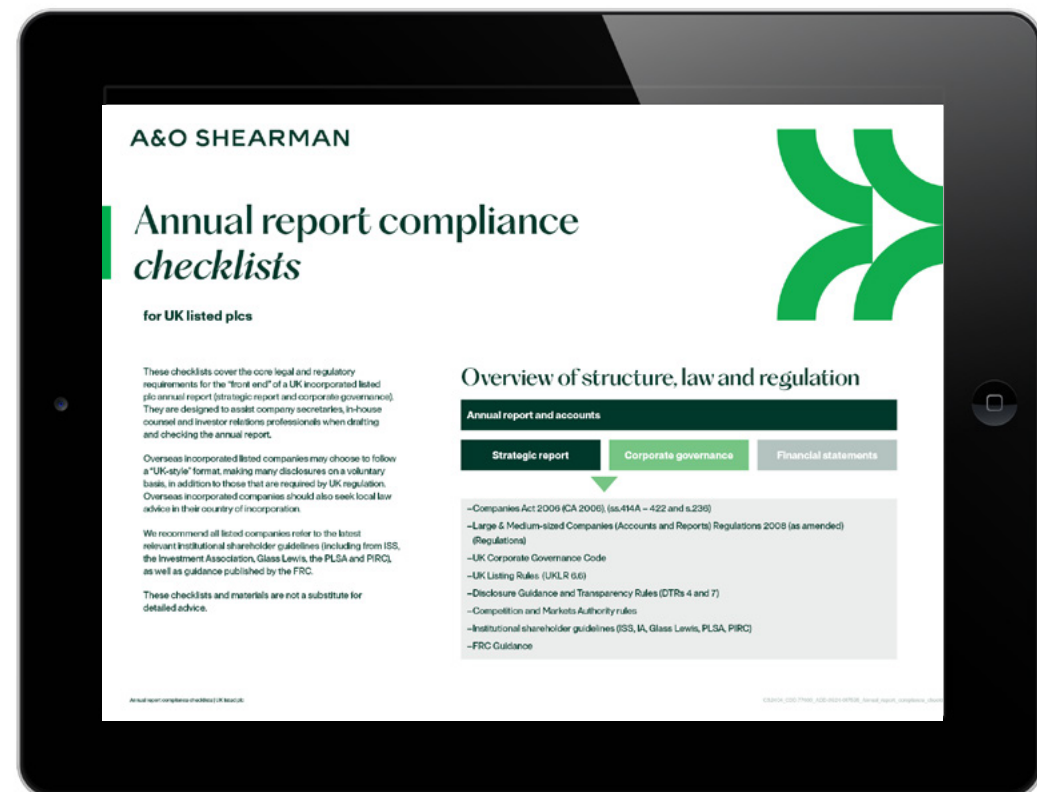 A&O SHEARMAN
Annual report compliance
checklists
for UK listed plcs
These checklists cover the core legal and regulatory
requirements for the "front end" of a UK incorporated listed
plc annual report (strategic report and corporate governance).
They are designed to assist company secretaries, in-house
counsel and investor relations professionals when drafting
and checking the annual report.
Overseas incorporated listed companies may choose to follow
a "UK-style" format, making many disclosures on a voluntary
basis, in addition to those that are required by UK regulation.
Overseas incorporated companies should also seek local law
advice in their country of incorporation.
We recommend all listed companies refer to the latest
relevant institutional shareholder guidelines (including from ISS,
the Investment Association, Glass Lewis, the PLSA and PIRC),
as well as guidance published by the FRC.
These checklists and materials are not a substitute for
detailed advice.
Overview of structure, law and regulation
Annual report and accounts
Strategic report
Corporate governance
Financial statements
–Companies Act 2006 (CA 2006), (ss.414A – 422 and s.236)
–Large & Medium-sized Companies (Accounts and Reports) Regulations 2008 (as amended)
(Regulations)
–UK Corporate Governance Code
–UK Listing Rules (UKLR 6.6)
–Disclosure Guidance and Transparency Rules (DTRs 4 and 7)
–Competition and Markets Authority rules
–Institutional shareholder guidelines (ISS, IA, Glass Lewis, PLSA, PIRC)
–FRC Guidance
Annual report compliance checklists | UK listed plc